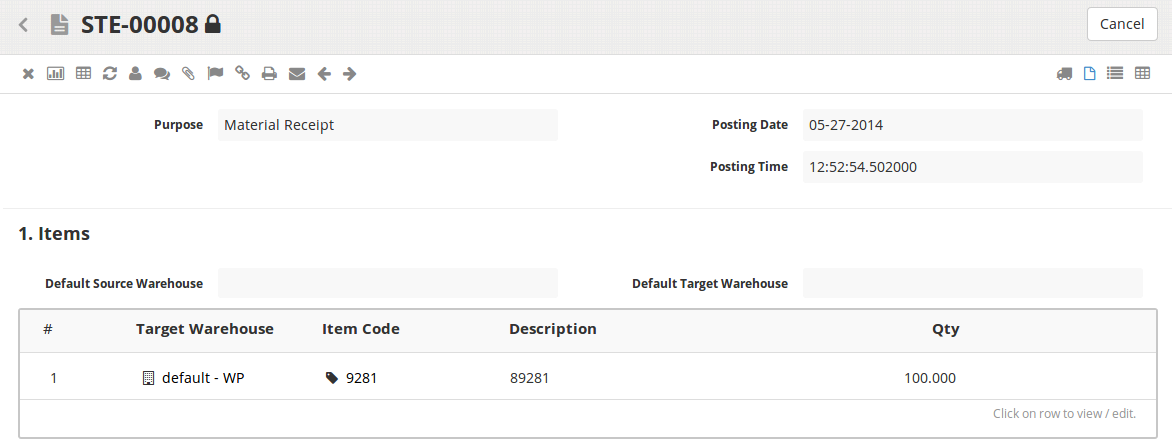 STE-00008
Cancel
Purpose
Material Receipt
Posting Date
05-27-2014
Posting Time
12:52:54.502000
1. Items
Default Source Warehouse
Default Target Warehouse
# Target Warehouse Item Code Description Qty
1 default - WP 9281 89281 100.000
Click on row to view / edit.